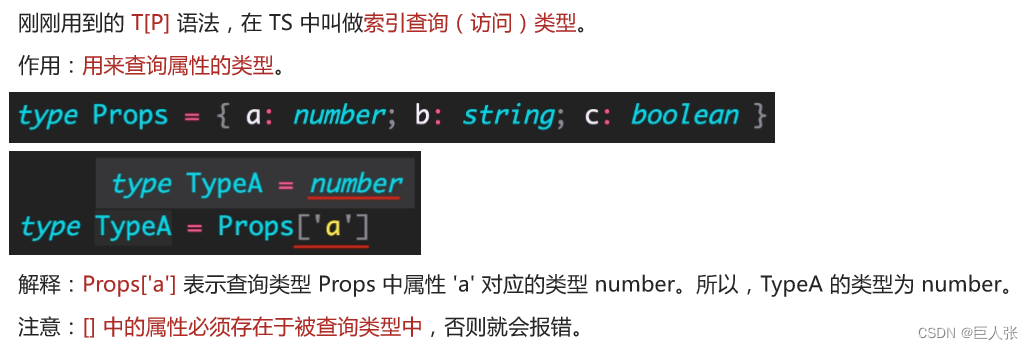 刚刚用到的 T[P] 语法，在 TS 中叫做索引查询（访问）类型。
作用：用来查询属性的类型。
type Props = { a: number; b: string; c: boolean }
type TypeA = number
type TypeA = Props['a']
解释：Props['a'] 表示查询类型 Props 中属性 'a' 对应的类型 number。所以，TypeA 的类型为 number。
注意：[] 中的属性必须存在于被查询类型中，否则就会报错。
CSDN @巨人张